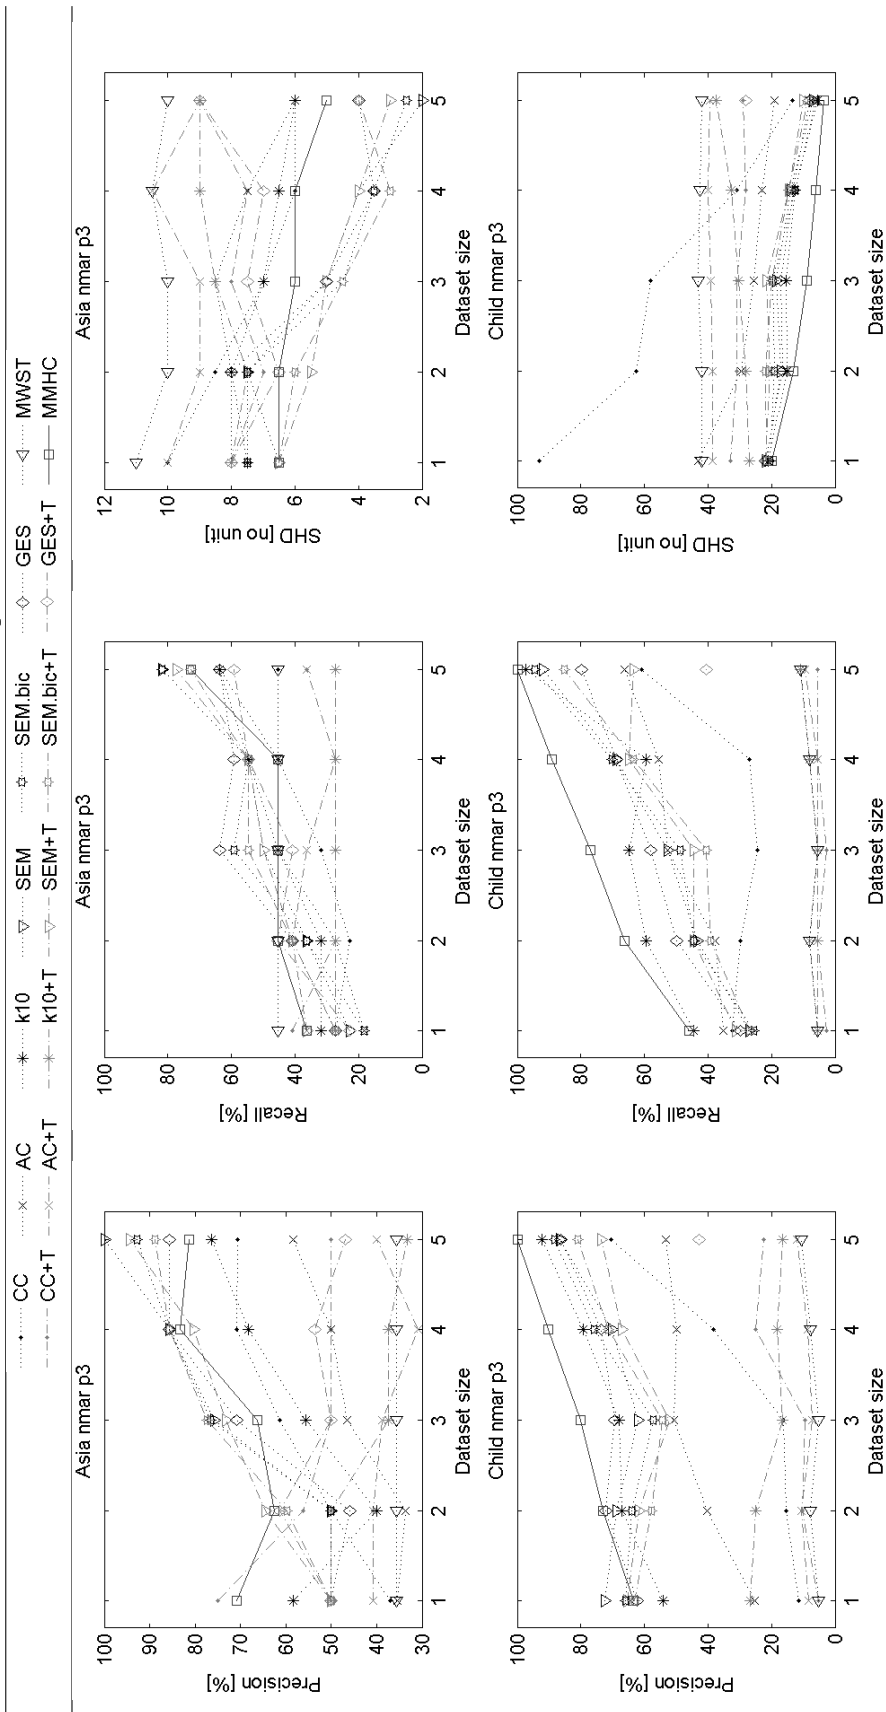 CC AC k10 SEM SEM.bic GES MWST
CC+T AC+T k10+T SEM+T SEM.bic+T GES+T MMHC
Asia nmar p3
Precision [%]
100
90
80
70
60
50
40
30
1 2 3 4 5
Dataset size
Asia nmar p3
Recall [%]
100
80
60
40
20
0
1 2 3 4 5
Dataset size
Asia nmar p3
SHD [no unit]
12
10
8
6
4
2
1 2 3 4 5
Dataset size
Child nmar p3
Precision [%]
100
80
60
40
20
0
1 2 3 4 5
Dataset size
Child nmar p3
Recall [%]
100
80
60
40
20
0
1 2 3 4 5
Dataset size
Child nmar p3
SHD [no unit]
100
80
60
40
20
0
1 2 3 4 5
Dataset size